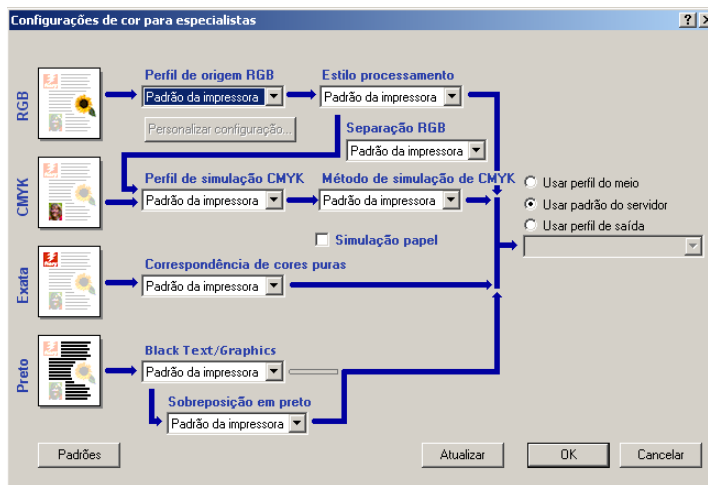 Configurações de cor para especialistas
RGB
Perfil de origem RGB
Estilo processamento
Padrão da impressora
Padrão da impressora
Personalizar configuração...
Separação RGB
Padrão da impressora
CMYK
Perfil de simulação CMYK
Método de simulação de CMYK
Padrão da impressora
Padrão da impressora
Usar perfil do meio
Usar padrão do servidor
Usar perfil de saída
Simulação papel
Exata
Correspondência de cores puras
Padrão da impressora
Preto
Black Text/Graphics
Padrão da impressora
Sobreposição em preto
Padrão da impressora
Padrões
Atualizar
OK
Cancelar